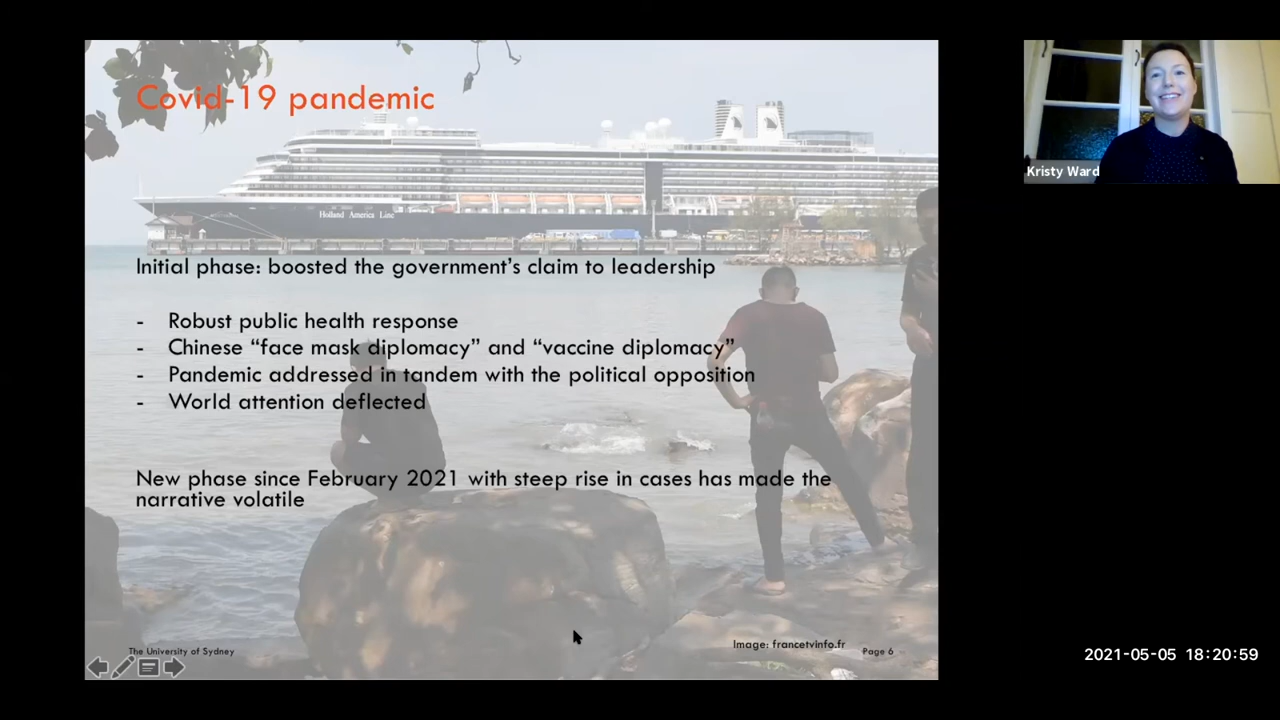 Covid-19 pandemic
Holland America Line
Kristy Ward
Initial phase: boosted the government's claim to leadership
- Robust public health response
- Chinese “face mask diplomacy” and “vaccine diplomacy”
- Pandemic addressed in tandem with the political opposition
- World attention deflected
New phase since February 2021 with steep rise in cases has made the
narrative volatile
The University of Sydney
Image: francetvinfo.fr
Page 6
2021-05-05 18:20:59